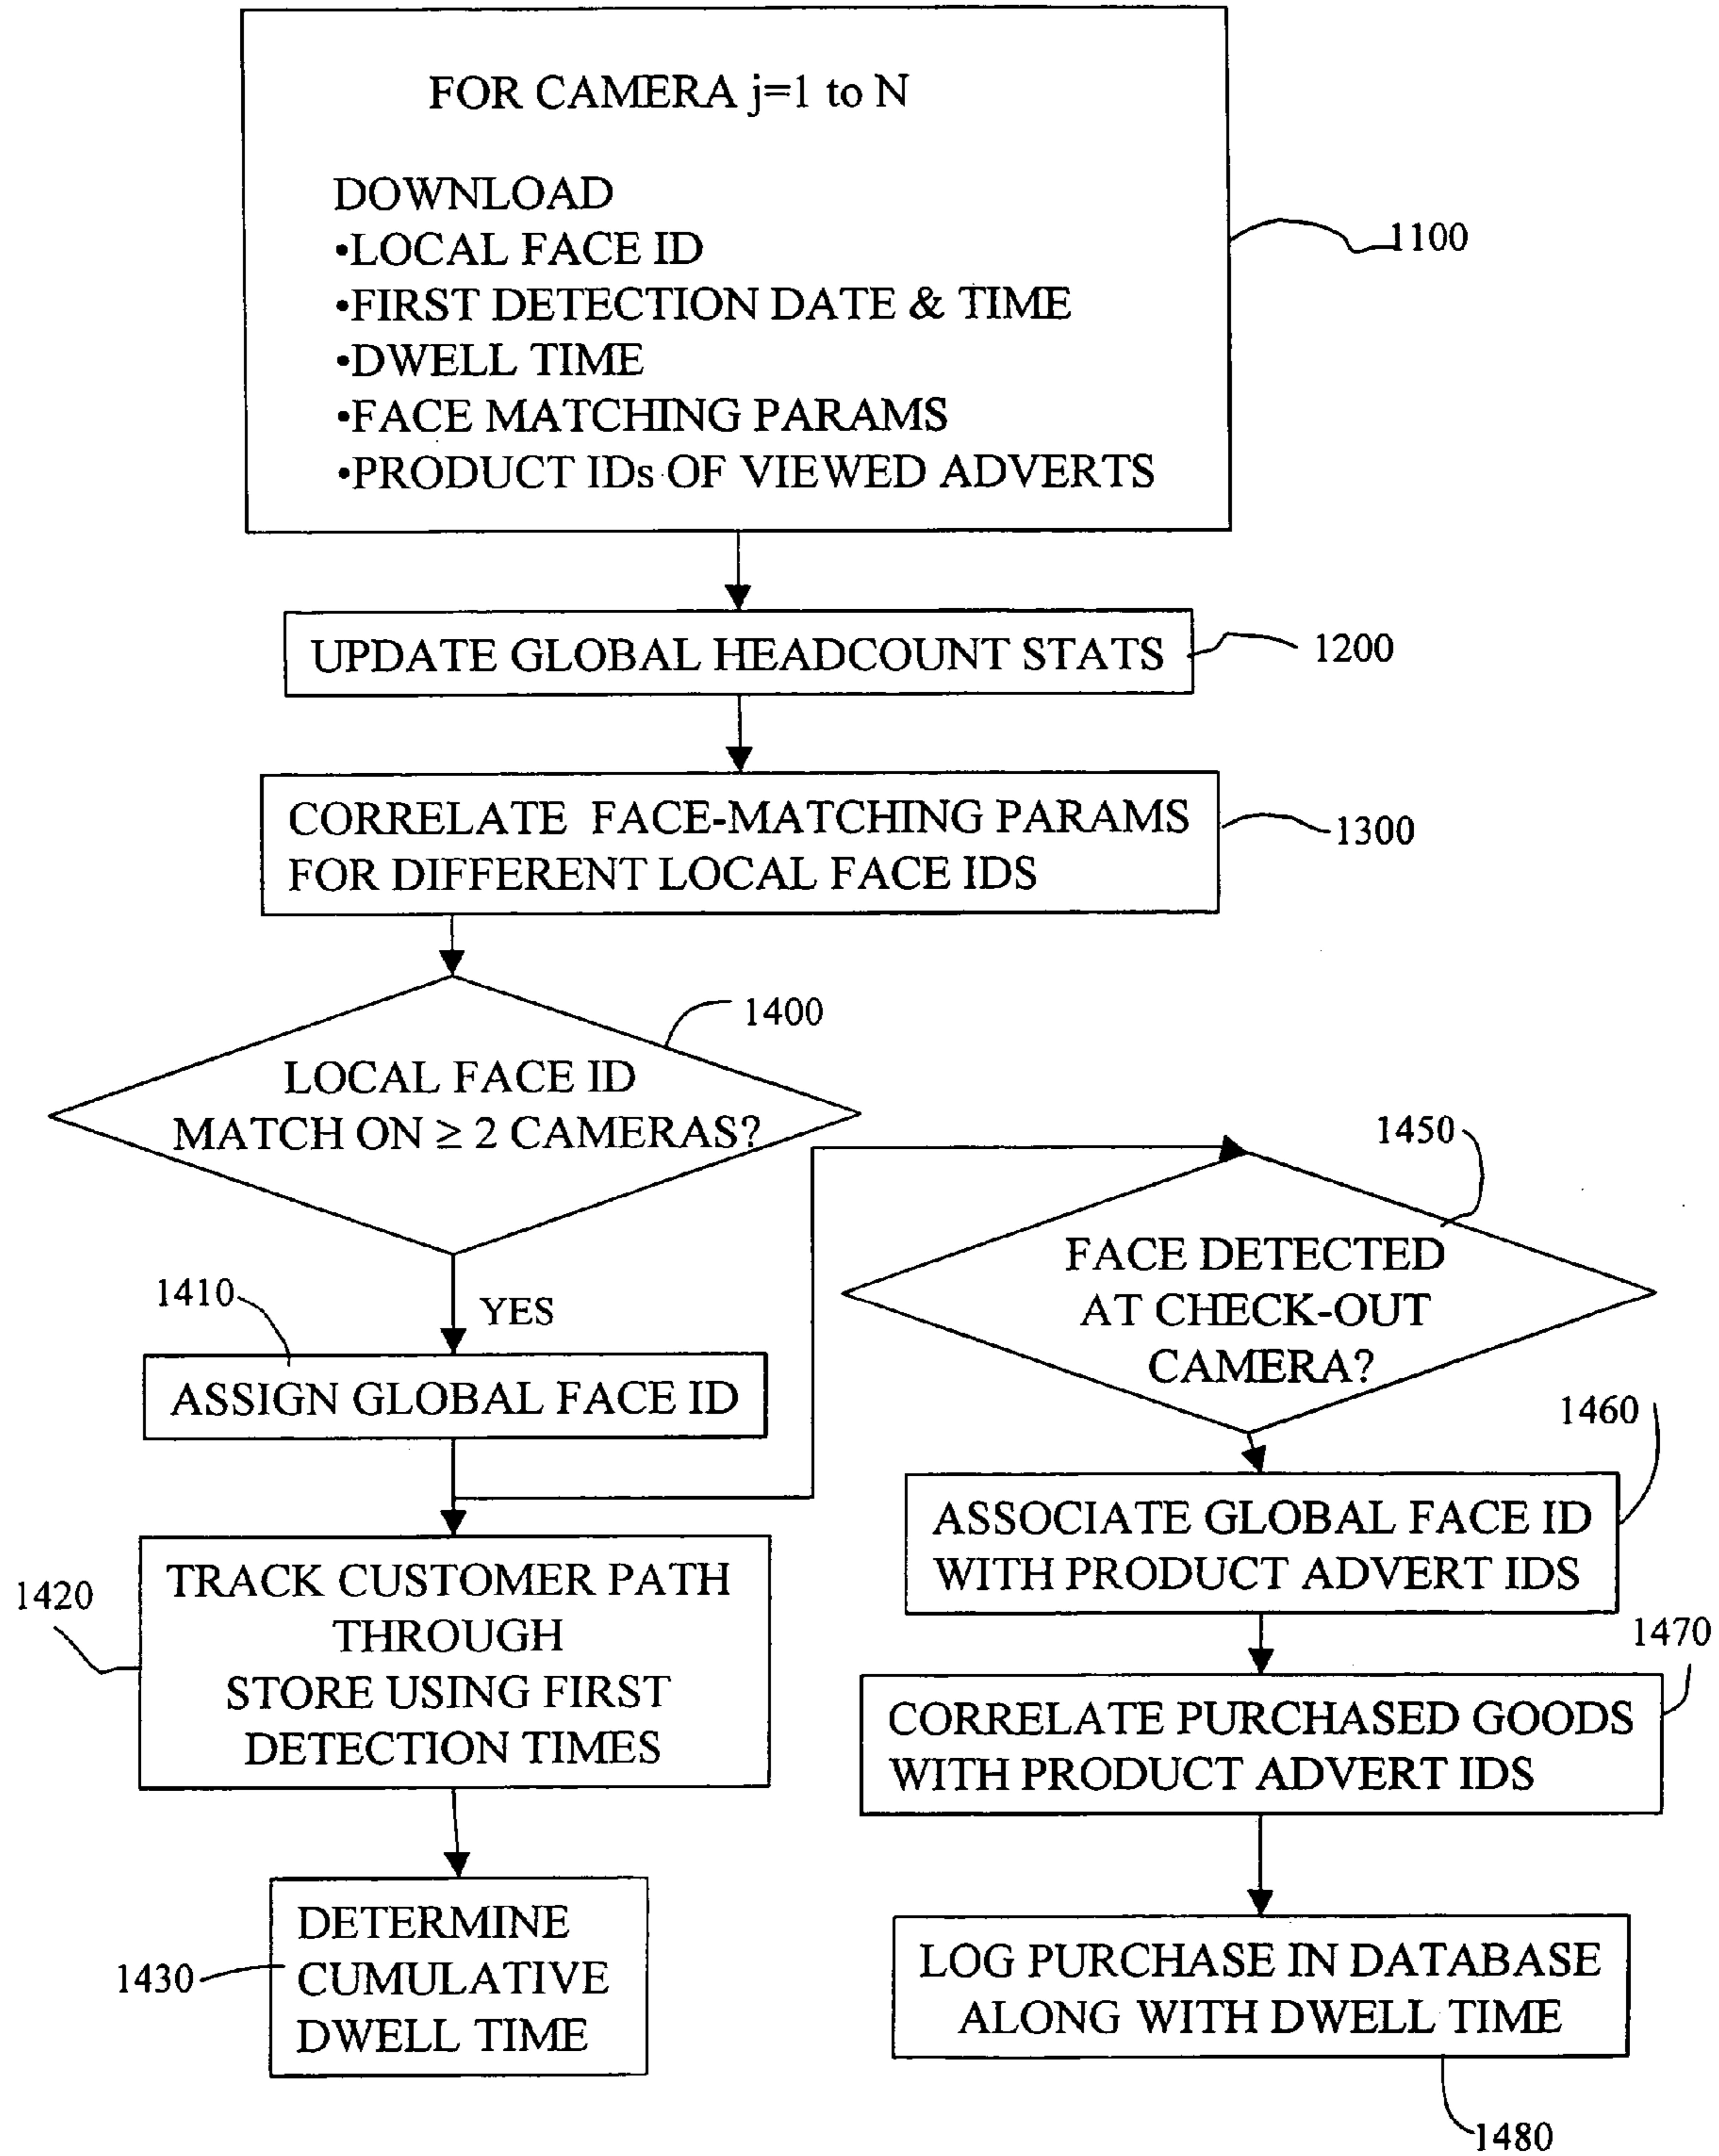 FOR CAMERA j=1 to N
DOWNLOAD
•LOCAL FACE ID
•FIRST DETECTION DATE & TIME
•DWELL TIME
•FACE MATCHING PARAMS
•PRODUCT IDs OF VIEWED ADVERTS
1100
UPDATE GLOBAL HEADCOUNT STATS
1200
CORRELATE FACE-MATCHING PARAMS
FOR DIFFERENT LOCAL FACE IDS
1300
1400
LOCAL FACE ID
MATCH ON ≥ 2 CAMERAS?
YES
1410
ASSIGN GLOBAL FACE ID
1420
TRACK CUSTOMER PATH
THROUGH
STORE USING FIRST
DETECTION TIMES
1430
DETERMINE
CUMULATIVE
DWELL TIME
1450
FACE DETECTED
AT CHECK-OUT
CAMERA?
1460
ASSOCIATE GLOBAL FACE ID
WITH PRODUCT ADVERT IDS
1470
CORRELATE PURCHASED GOODS
WITH PRODUCT ADVERT IDS
LOG PURCHASE IN DATABASE
ALONG WITH DWELL TIME
1480